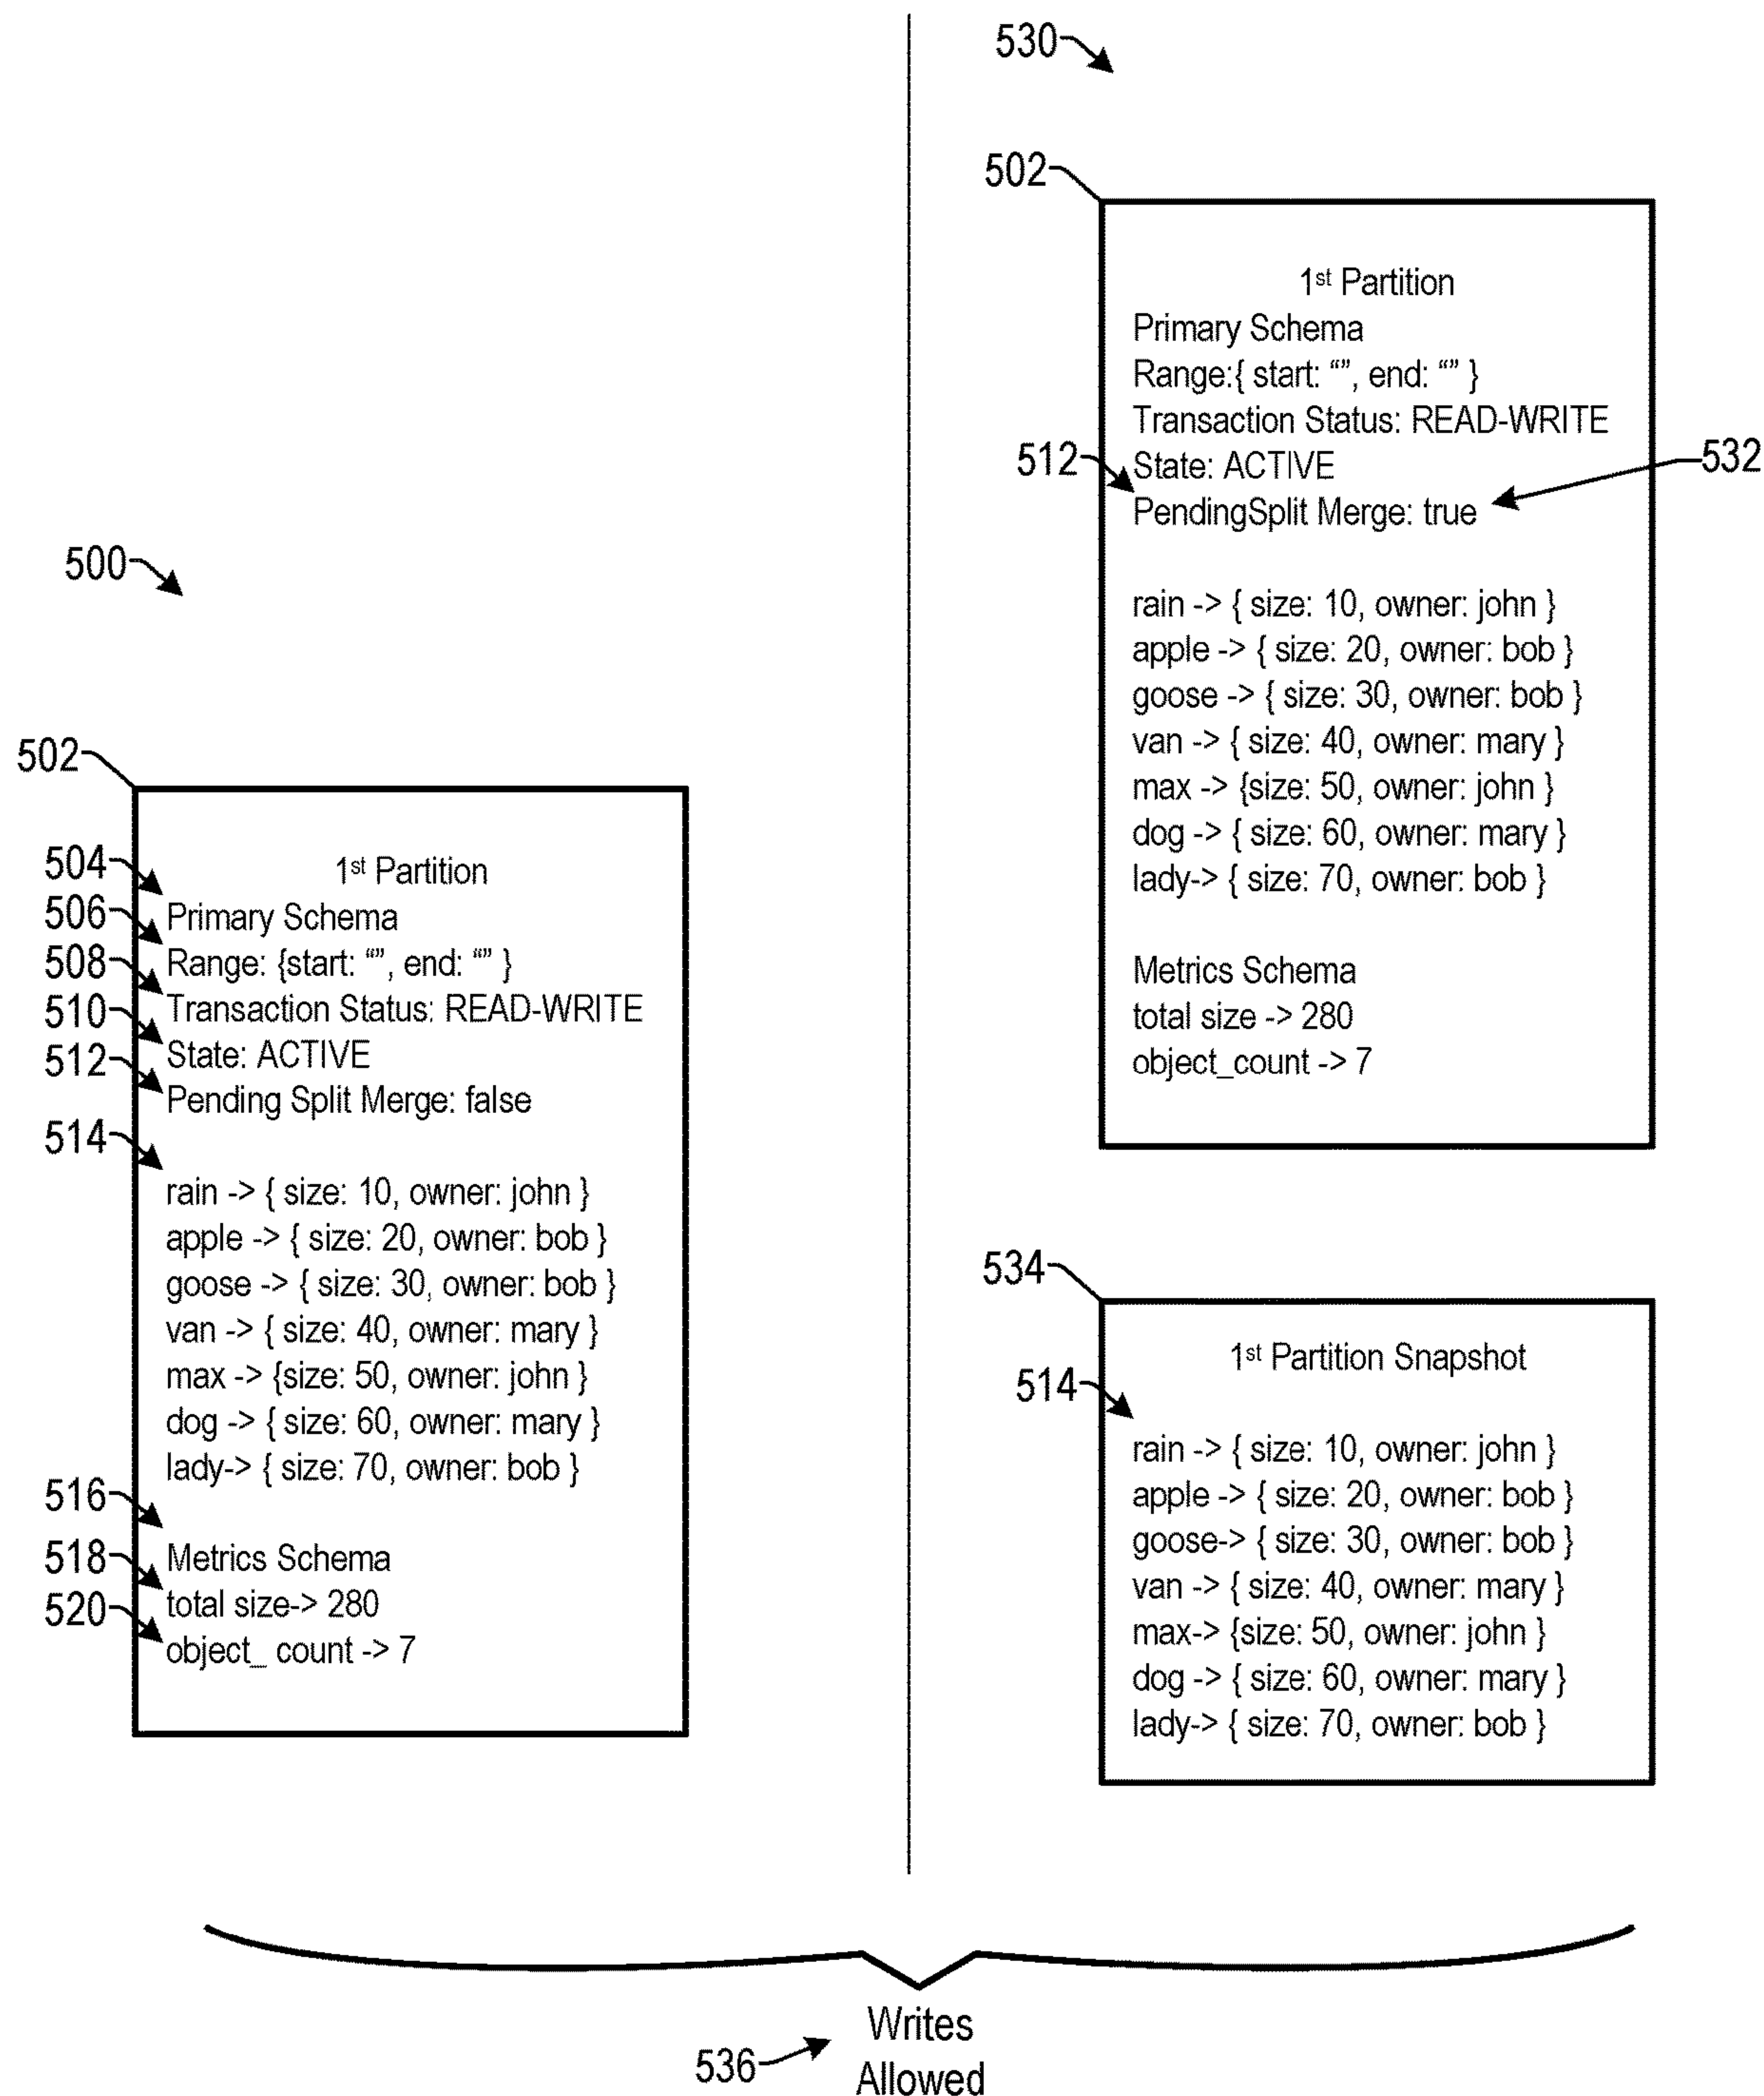 500
502
504
1st Partition
Primary Schema
506
Range: {start: “”, end: “” }
508
Transaction Status: READ-WRITE
510
State: ACTIVE
512
Pending Split Merge: false
514
rain -> { size: 10, owner: john }
apple -> { size: 20, owner: bob }
goose -> { size: 30, owner: bob }
van -> { size: 40, owner: mary }
max -> {size: 50, owner: john }
dog -> { size: 60, owner: mary }
lady-> { size: 70, owner: bob }
516
Metrics Schema
518
total size-> 280
520
object_ count -> 7
530
502
1st Partition
Primary Schema
Range:{ start: “”, end: “” }
Transaction Status: READ-WRITE
State: ACTIVE
512
PendingSplit Merge: true
532
rain -> { size: 10, owner: john }
apple -> { size: 20, owner: bob }
goose -> { size: 30, owner: bob }
van -> { size: 40, owner: mary }
max -> {size: 50, owner: john }
dog -> { size: 60, owner: mary }
lady-> { size: 70, owner: bob }
Metrics Schema
total size -> 280
object_count -> 7
534
1st Partition Snapshot
514
rain -> { size: 10, owner: john }
apple -> { size: 20, owner: bob }
goose-> { size: 30, owner: bob }
van -> { size: 40, owner: mary }
max-> {size: 50, owner: john }
dog -> { size: 60, owner: mary }
lady-> { size: 70, owner: bob }
536
Writes
Allowed